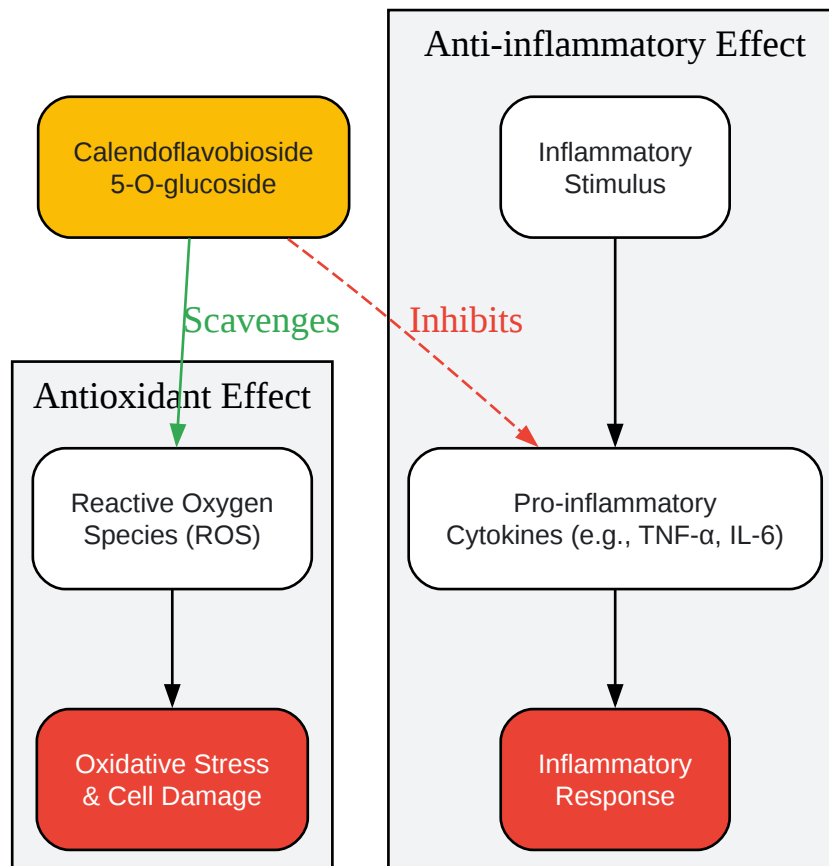 Anti-inflammatory Effect
Calendoflavobioside
5-O-glucoside
Inflammatory
Stimulus
Scavenges
Inhibits
Antioxidant Effect
Reactive Oxygen
Species (ROS)
Pro-inflammatory
Cytokines (e.g., TNF-α, IL-6)
Oxidative Stress
& Cell Damage
Inflammatory
Response